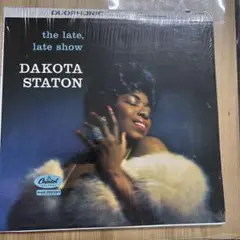 DUOPHONIC
the late,
late show
DAKOTA
STATON
Capitol